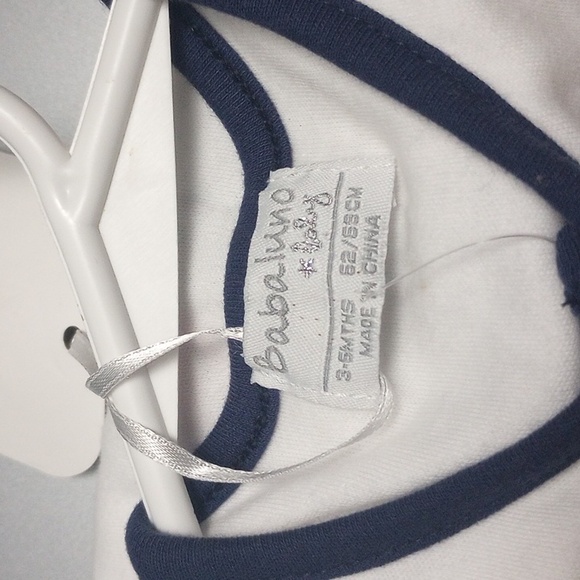 Babaluno
*baby
3-6MTHS 62/68CM
MADE IN CHINA